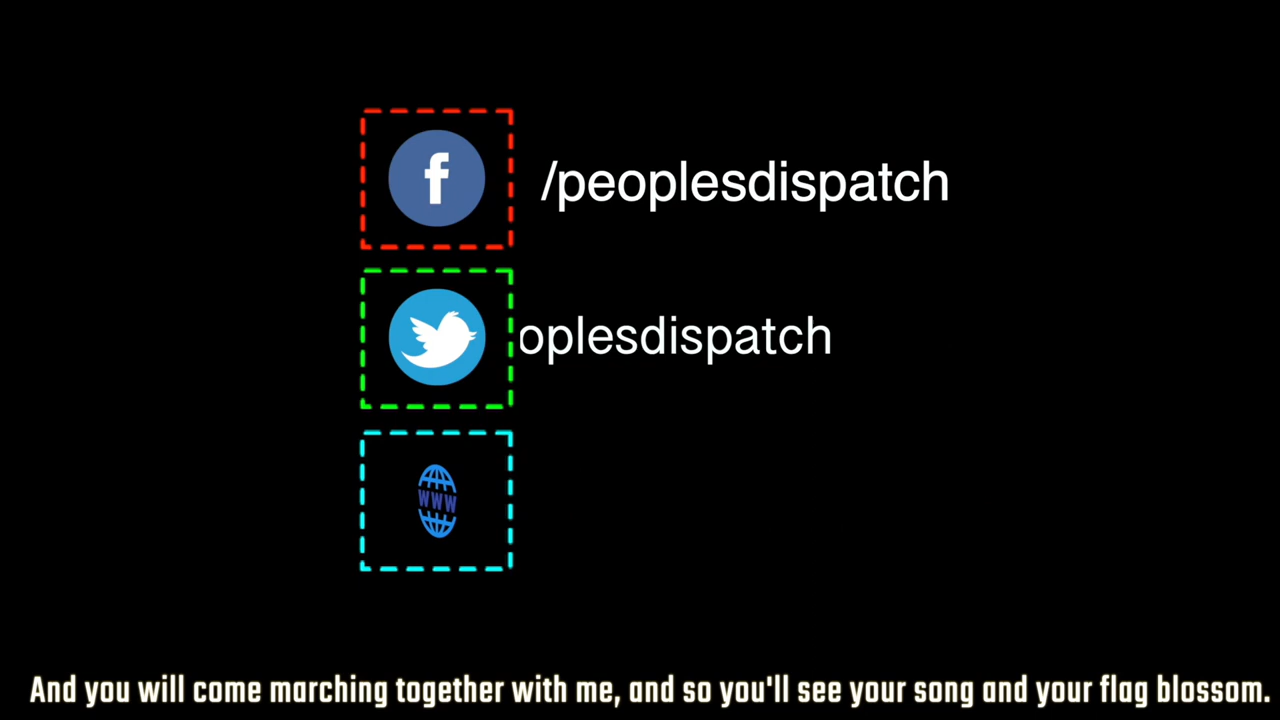 f /peoplesdispatch
oplesdispatch
WWW
And you will come marching together with me, and so you'll see your song and your flag blossom.